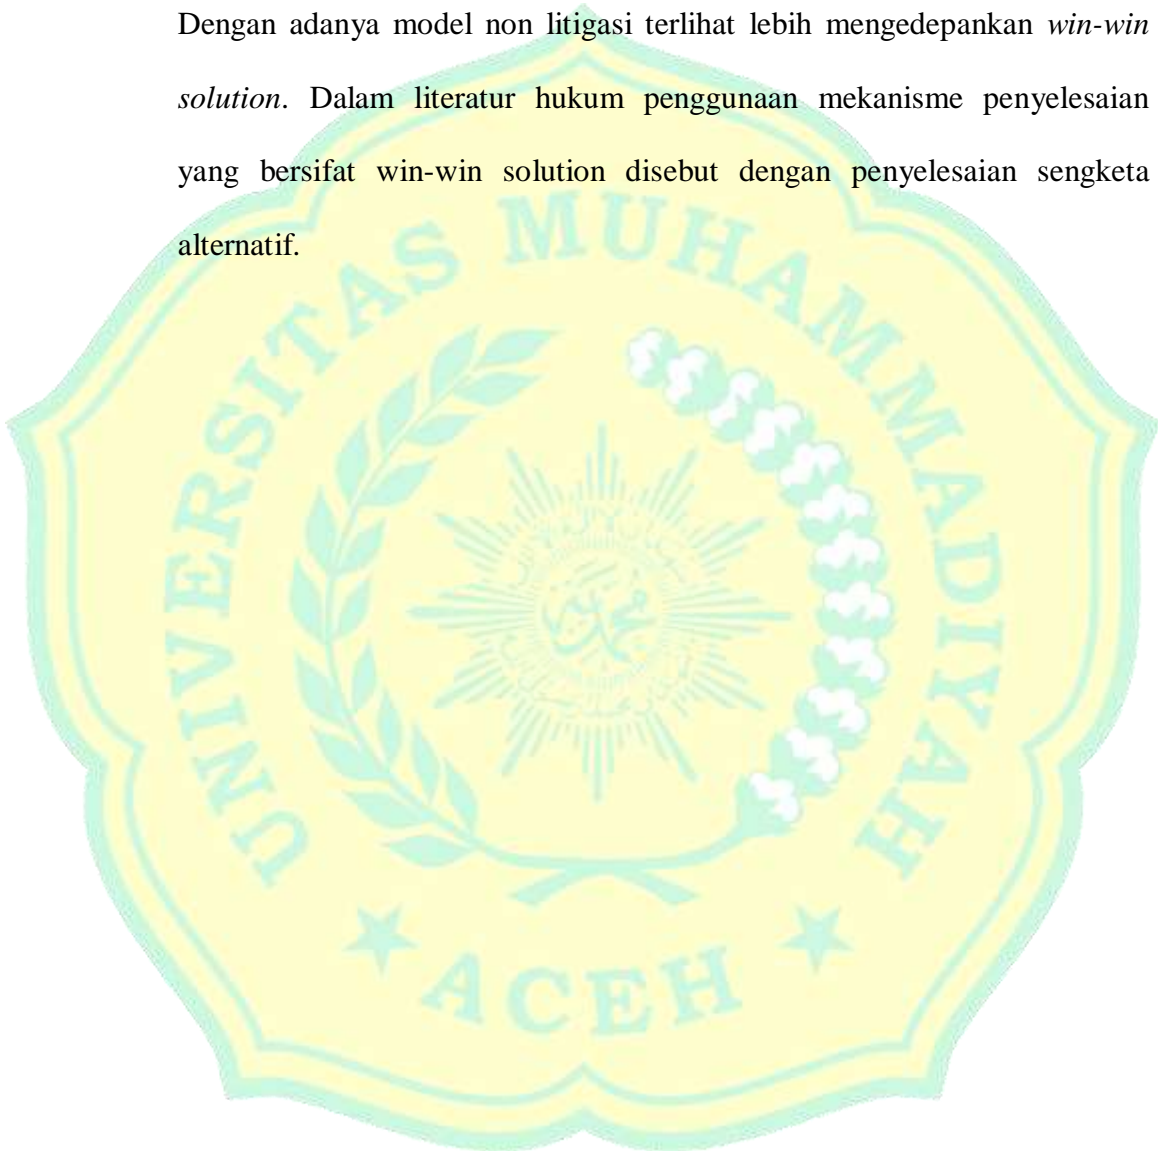 Dengan adanya model non litigasi terlihat lebih mengedepankan win-win
solution. Dalam literatur hukum penggunaan mekanisme penyelesaian
yang bersifat win-win solution disebut dengan penyelesaian sengketa
alternatif.
UNIVERSITAS MUHAMMADIYAH
محمد
ACEH